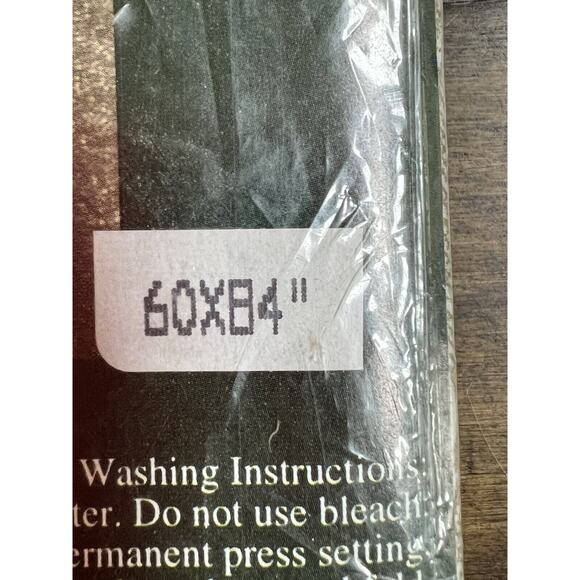 60X84"
Washing Instructions:
ter. Do not use bleach.
ermanent press setting.